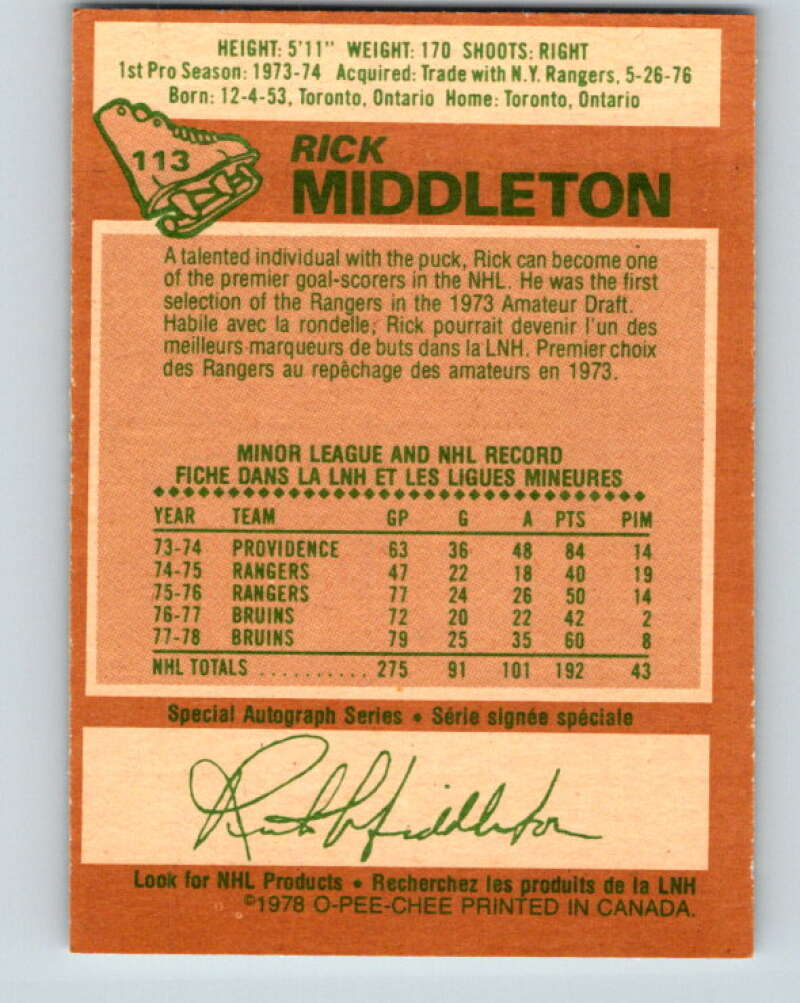 HEIGHT: 5'11" WEIGHT: 170 SHOOTS: RIGHT
1st Pro Season: 1973-74 Acquired: Trade with N.Y. Rangers, 5-26-76
Born: 12-4-53, Toronto, Ontario Home: Toronto, Ontario
113
RICK
MIDDLETON
A talented individual with the puck, Rick can become one
of the premier goal-scorers in the NHL. He was the first
selection of the Rangers in the 1973 Amateur Draft.
Habile avec la rondelle, Rick pourrait devenir l'un des
meilleurs marqueurs de buts dans la LNH. Premier choix
des Rangers au repêchage des amateurs en 1973.
MINOR LEAGUE AND NHL RECORD
FICHE DANS LA LNH ET LES LIGUES MINEURES
YEAR TEAM GP G A PTS PIM
73-74 PROVIDENCE 63 36 48 84 14
74-75 RANGERS 47 22 18 40 19
75-76 RANGERS 77 24 26 50 14
76-77 BRUINS 72 20 22 42 2
77-78 BRUINS 79 25 35 60 8
NHL TOTALS .......... 275 91 101 192 43
Special Autograph Series • Série signée spéciale
Rick Middleton
Look for NHL Products • Recherchez les produits de la LNH
©1978 O-PEE-CHEE PRINTED IN CANADA.